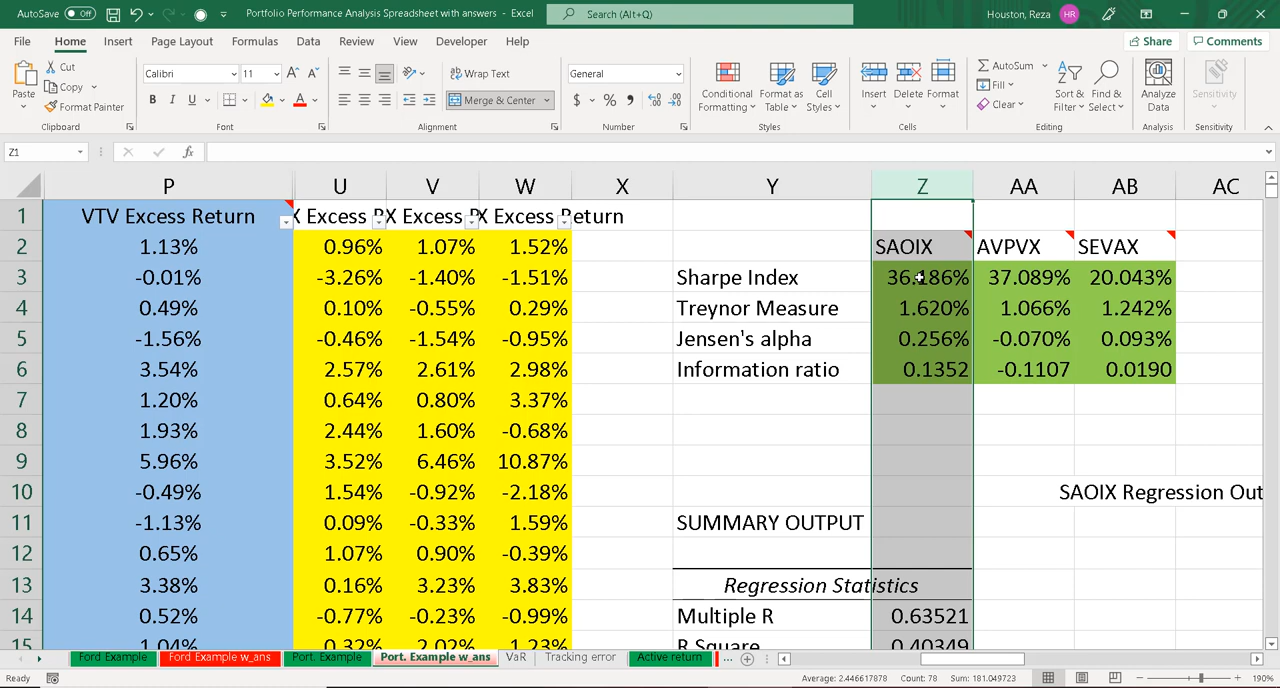 AutoSave Off Portfolio Performance Analysis Spreadsheet with answers - Excel Search (Alt+Q) Houston, Reza HR
File Home Insert Page Layout Formulas Data Review View Developer Help Share Comments
Cut Calibri 11 Wrap Text General AutoSum
Copy Fill
Paste Format Painter B I U Merge & Center Conditional Formatting Format as Table Cell Styles Insert Delete Format Clear Sort & Filter Find & Select Analyze Data Sensitivity
Clipboard Font Alignment Number Styles Cells Editing Analysis Sensitivity
Z1 fx
P U V W X Y Z AA AB AC
1 VTV Excess Return X Excess R X Excess R X Excess Return
2 1.13% 0.96% 1.07% 1.52% SAOIX AVPVX SEVAX
3 -0.01% -3.26% -1.40% -1.51% Sharpe Index 36.186% 37.089% 20.043%
4 0.49% 0.10% -0.55% 0.29% Treynor Measure 1.620% 1.066% 1.242%
5 -1.56% -0.46% -1.54% -0.95% Jensen's alpha 0.256% -0.070% 0.093%
6 3.54% 2.57% 2.61% 2.98% Information ratio 0.1352 -0.1107 0.0190
7 1.20% 0.64% 0.80% 3.37%
8 1.93% 2.44% 1.60% -0.68%
9 5.96% 3.52% 6.46% 10.87%
10 -0.49% 1.54% -0.92% -2.18% SAOIX Regression Out
11 -1.13% 0.09% -0.33% 1.59% SUMMARY OUTPUT
12 0.65% 1.07% 0.90% -0.39%
13 3.38% 0.16% 3.23% 3.83% Regression Statistics
14 0.52% -0.77% -0.23% -0.99% Multiple R 0.63521
15 1.04% 0.32% 2.02% 1.23% R Square 0.40349
Ford Example Ford Example w_ans Port. Example Port. Example w_ans VaR Tracking error Active return ...
Ready Average: 2.446617878 Count: 78 Sum: 181.049723 190%